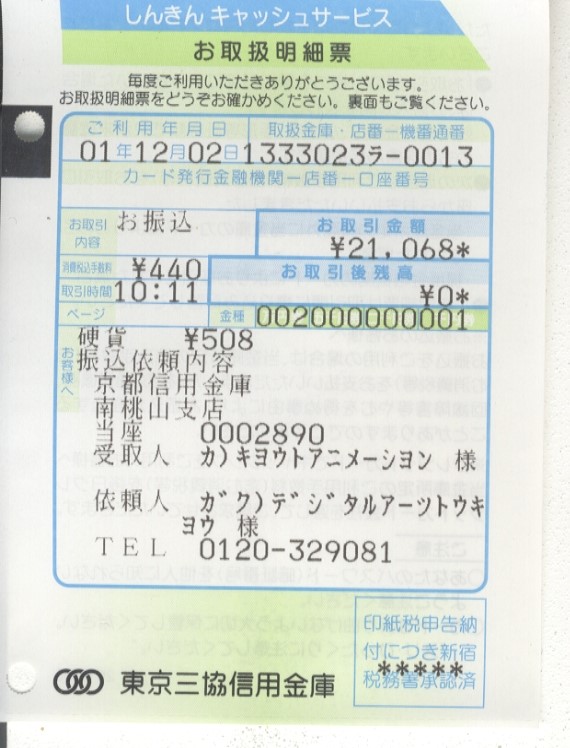 しんきん キャッシュサービス
お取扱明細票
毎度ご利用いただきありがとうございます。
お取扱明細票をどうぞお確かめください。裏面もご覧ください。
ご利用年月日 取扱金庫・店番ー機番通番
01年12月02日 1333023ラ-0013
カード発行金融機関ー店番ー口座番号
お取引内容 お振込 お取引金額
¥21,068*
消費税込手数料 ¥440 お取引後残高
取引時間 10:11 ¥0*
ページ 金種 002000000001
お客様へ
硬貨 ¥508
振込依頼内容
京都信用金庫
南桃山支店
当座 0002890
受取人 カ)キヨウトアニメーシヨン 様
依頼人 ガク)デジタルアーツトウキ
ヨウ 様
TEL 0120-329081
印紙税申告納
付につき新宿
*****
税務署承認済
東京三協信用金庫